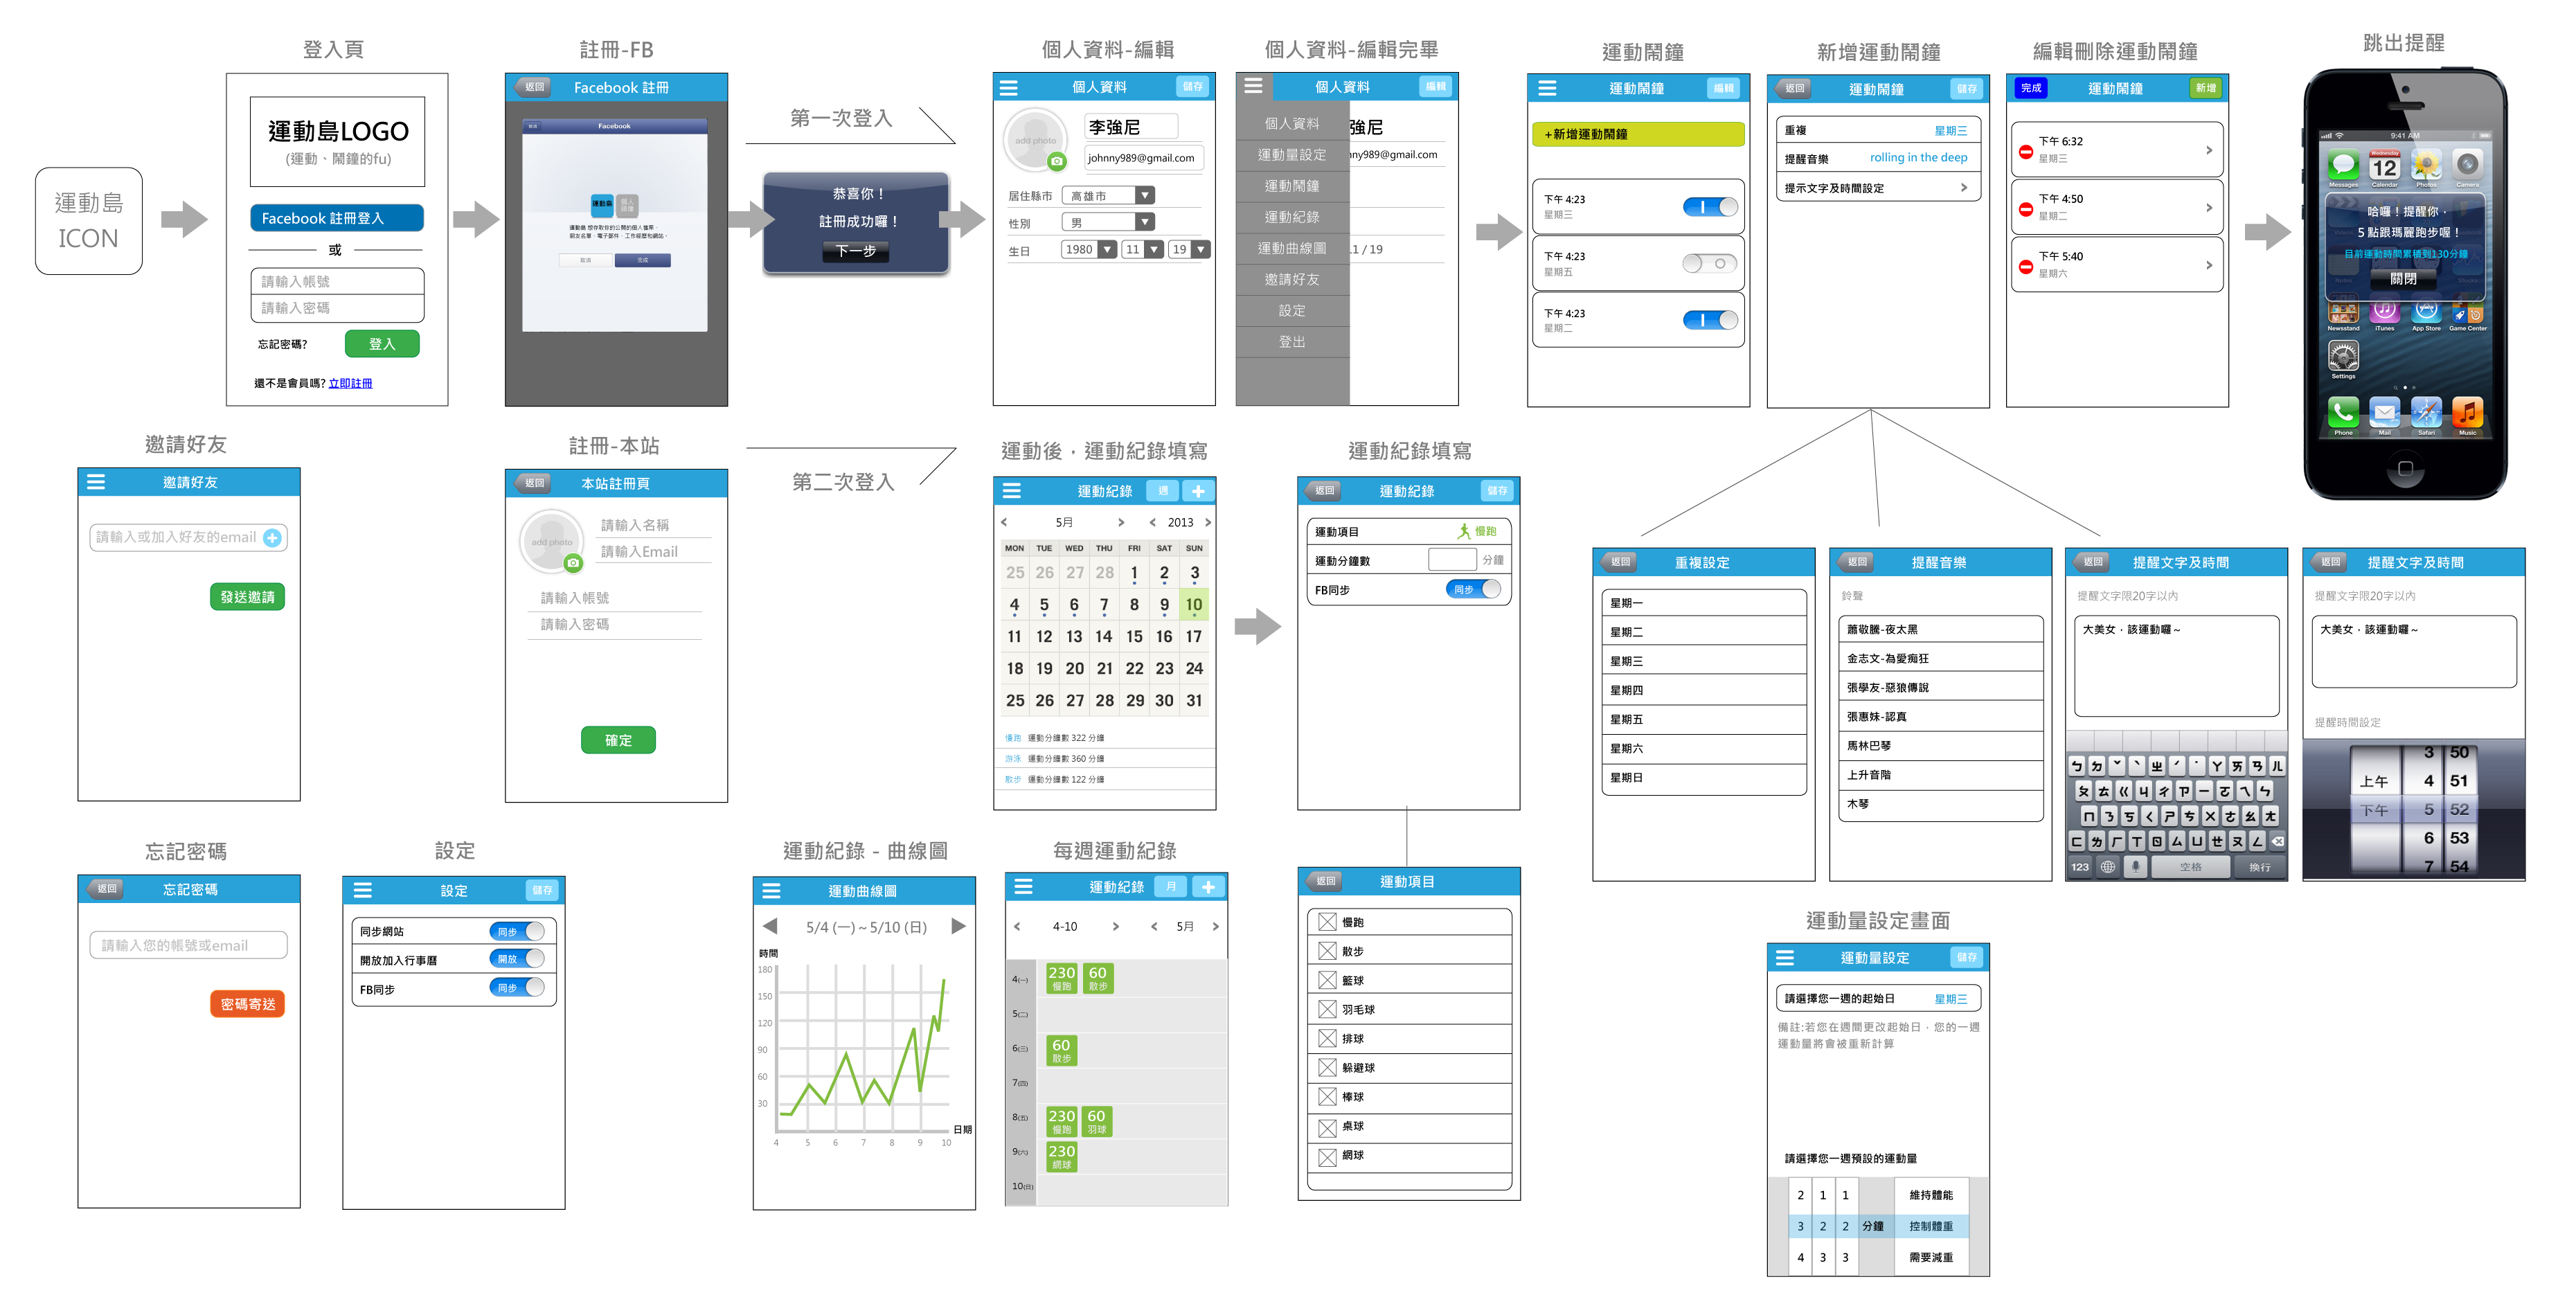 登入頁
運動島
ICON
運動島LOGO
(運動、鬧鐘的fu)
Facebook 註冊登入
或
請輸入帳號
請輸入密碼
忘記密碼?
登入
還不是會員嗎? 立即註冊
註冊-FB
返回
Facebook 註冊
取消
Facebook
運動島
個人頭像
取消
完成
第一次登入
恭喜你！
註冊成功囉！
下一步
個人資料-編輯
個人資料
儲存
add photo
李強尼
johnny989@gmail.com
居住縣市 高雄市
性別 男
生日 1980 11 19
個人資料-編輯完畢
個人資料
編輯
個人資料
運動量設定
運動鬧鐘
運動紀錄
運動曲線圖
邀請好友
設定
登出
強尼
ny989@gmail.com
11 / 19
運動鬧鐘
運動鬧鐘
編輯
+新增運動鬧鐘
下午 4:23
星期三
下午 4:23
星期五
下午 4:23
星期二
新增運動鬧鐘
返回
運動鬧鐘
儲存
重複 星期三
提醒音樂 rolling in the deep
提示文字及時間設定 >
編輯刪除運動鬧鐘
完成
運動鬧鐘
新增
下午 6:32
星期三
>
下午 4:50
星期二
>
下午 5:40
星期六
>
跳出提醒
9:41 AM
Wednesday
12
Messages Calendar Photos Camera
哈囉！提醒你，
5 點跟瑪麗跑步喔！
目前運動時間累積到130分鐘
關閉
Newsstand iTunes App Store Game Center
Settings
Phone Mail Safari Music
邀請好友
邀請好友
請輸入或加入好友的email
發送邀請
註冊-本站
返回
本站註冊頁
add photo
請輸入名稱
請輸入Email
請輸入帳號
請輸入密碼
確定
第二次登入
運動後，運動紀錄填寫
運動紀錄
週
+
< 5月 > < 2013 >
MON TUE WED THU FRI SAT SUN
25 26 27 28 1 2 3
4 5 6 7 8 9 10
11 12 13 14 15 16 17
18 19 20 21 22 23 24
25 26 27 28 29 30 31
慢跑 運動分鐘數 322 分鐘
游泳 運動分鐘數 360 分鐘
散步 運動分鐘數 122 分鐘
運動紀錄填寫
返回
運動紀錄
儲存
運動項目 慢跑
運動分鐘數 分鐘
FB同步 同步
返回
重複設定
星期一
星期二
星期三
星期四
星期五
星期六
星期日
返回
提醒音樂
鈴聲
蕭敬騰-夜太黑
金志文-為愛痴狂
張學友-惡狼傳說
張惠妹-認真
馬林巴琴
上升音階
木琴
返回
提醒文字及時間
提醒文字限20字以內
大美女，該運動囉～
ㄅ ㄉ ˇ ˋ ㄓ ˊ ˙ ㄚ ㄞ ㄢ ㄦ
ㄆ ㄊ ㄍ ㄐ ㄔ ㄗ ㄧ ㄛ ㄟ ㄣ
ㄇ ㄋ ㄎ ㄑ ㄕ ㄘ ㄨ ㄜ ㄠ ㄤ
ㄈ ㄌ ㄏ ㄒ ㄖ ㄙ ㄩ ㄝ ㄡ ㄥ
123 空格 換行
返回
提醒文字及時間
提醒文字限20字以內
大美女，該運動囉～
提醒時間設定
3 50
上午 4 51
下午 5 52
6 53
7 54
忘記密碼
返回
忘記密碼
請輸入您的帳號或email
密碼寄送
設定
設定
儲存
同步網站 同步
開放加入行事曆 開放
FB同步 同步
運動紀錄 - 曲線圖
運動曲線圖
5/4 (一) ~ 5/10 (日)
時間
180
150
120
90
60
30
4 5 6 7 8 9 10
日期
每週運動紀錄
運動紀錄
月
+
< 4-10 > < 5月 >
4(一) 230 慢跑 60 散步
5(二)
6(三) 60 散步
7(四)
8(五) 230 慢跑 60 羽球
9(六) 230 網球
10(日)
返回
運動項目
慢跑
散步
籃球
羽毛球
排球
躲避球
棒球
桌球
網球
運動量設定畫面
運動量設定
儲存
請選擇您一週的起始日 星期三
備註:若您在週間更改起始日，您的一週
運動量將會被重新計算
請選擇您一週預設的運動量
2 1 1 維持體能
3 2 2 分鐘 控制體重
4 3 3 需要減重